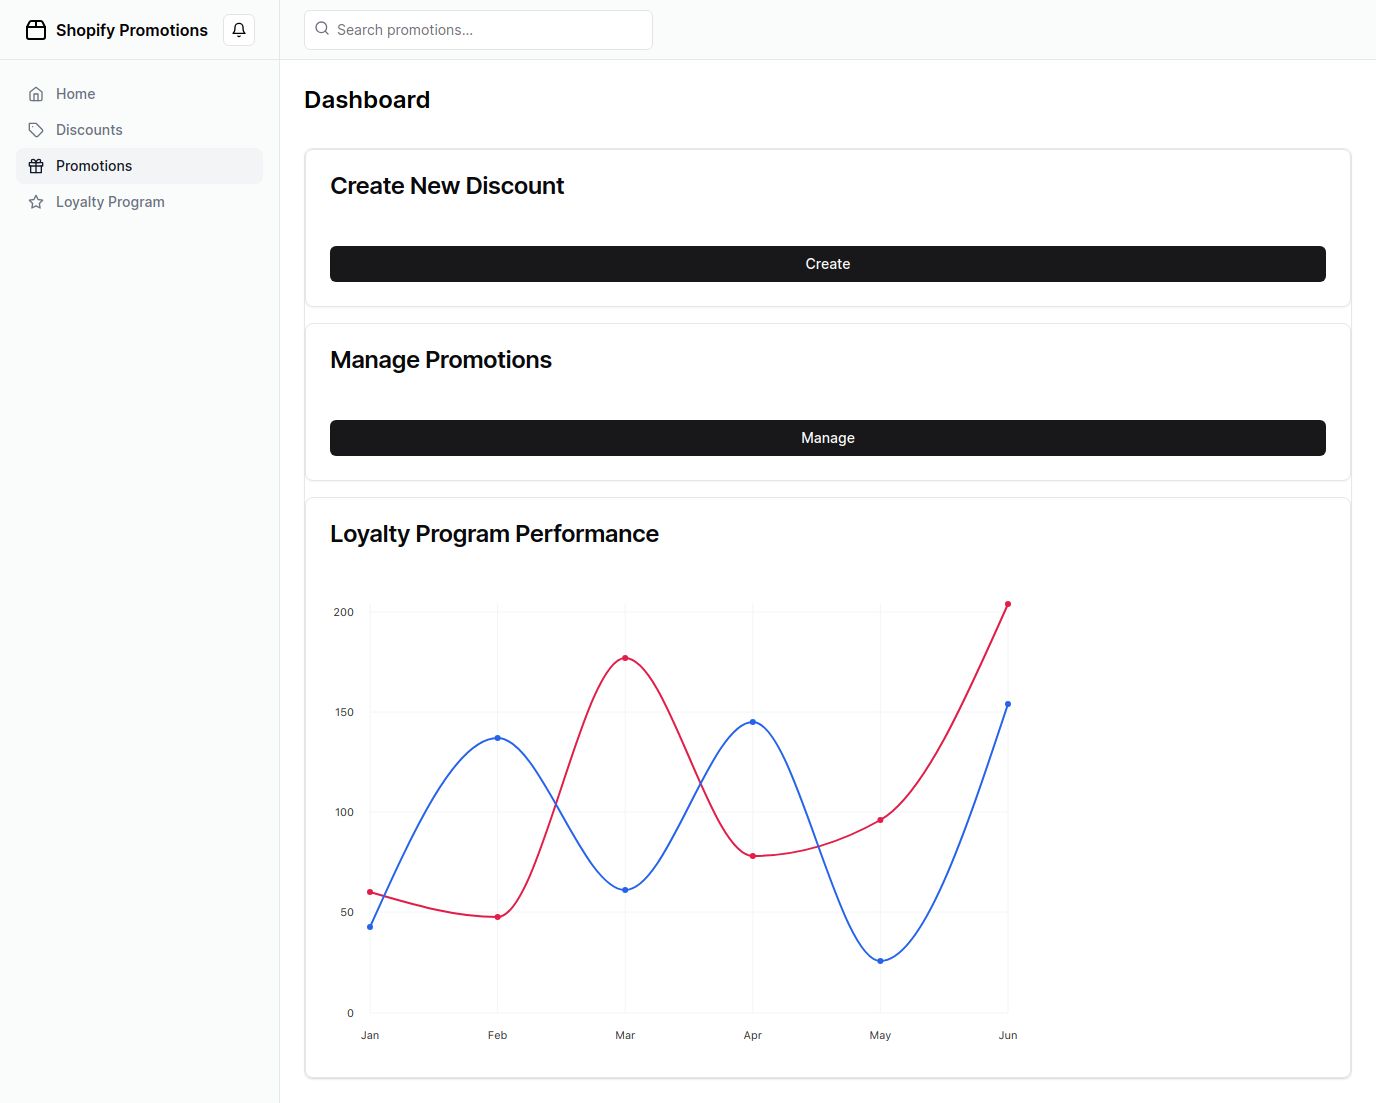 Shopify Promotions
Search promotions...
Home
Discounts
Promotions
Loyalty Program
Dashboard
Create New Discount
Create
Manage Promotions
Manage
Loyalty Program Performance
200
150
100
50
0
Jan Feb Mar Apr May Jun